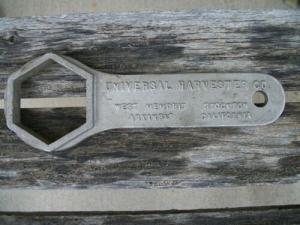 UNIVERSAL HARVESTER CO.
WEST MEMPHIS STOCKTON
ARKANSAS CALIFORNIA